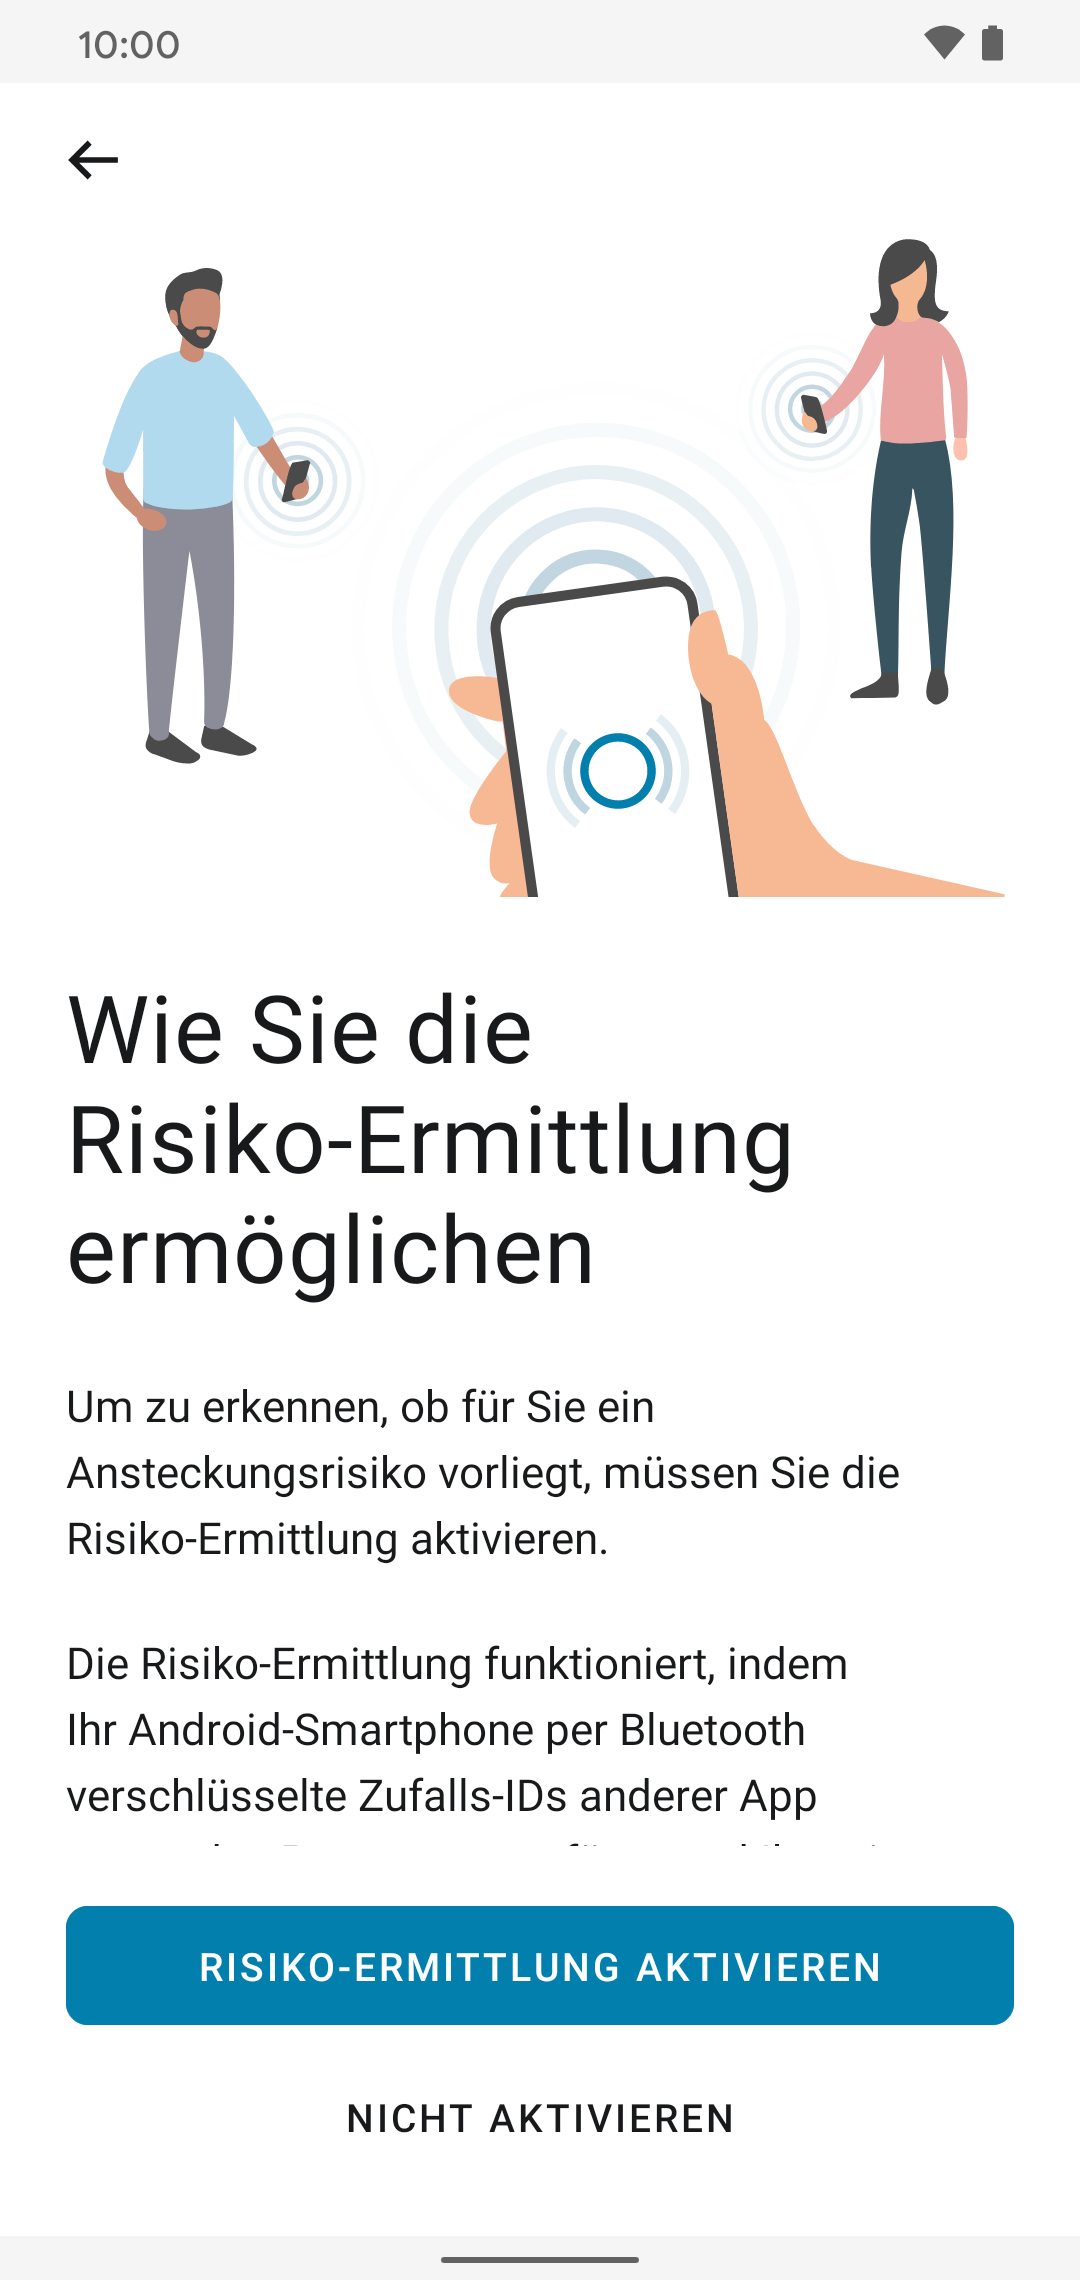 10:00
Wie Sie die
Risiko-Ermittlung
ermöglichen
Um zu erkennen, ob für Sie ein
Ansteckungsrisiko vorliegt, müssen Sie die
Risiko-Ermittlung aktivieren.
Die Risiko-Ermittlung funktioniert, indem
Ihr Android-Smartphone per Bluetooth
verschlüsselte Zufalls-IDs anderer App
RISIKO-ERMITTLUNG AKTIVIEREN
NICHT AKTIVIEREN